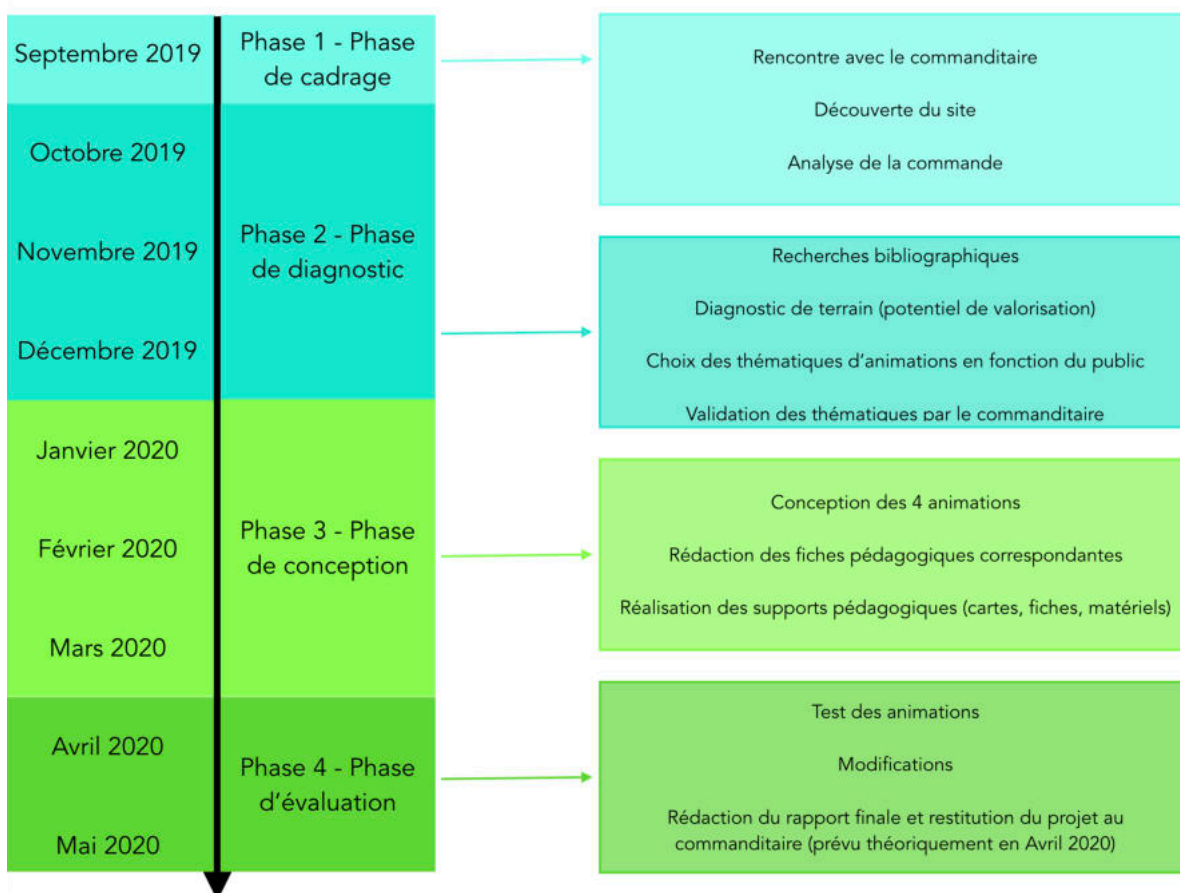 Septembre 2019
Phase 1 - Phase
de cadrage
Rencontre avec le commanditaire
Découverte du site
Analyse de la commande
Octobre 2019
Novembre 2019
Décembre 2019
Phase 2 - Phase
de diagnostic
Recherches bibliographiques
Diagnostic de terrain (potentiel de valorisation)
Choix des thématiques d'animations en fonction du public
Validation des thématiques par le commanditaire
Janvier 2020
Février 2020
Mars 2020
Phase 3 - Phase
de conception
Conception des 4 animations
Rédaction des fiches pédagogiques correspondantes
Réalisation des supports pédagogiques (cartes, fiches, matériels)
Avril 2020
Mai 2020
Phase 4 - Phase
d'évaluation
Test des animations
Modifications
Rédaction du rapport finale et restitution du projet au
commanditaire (prévu théoriquement en Avril 2020)